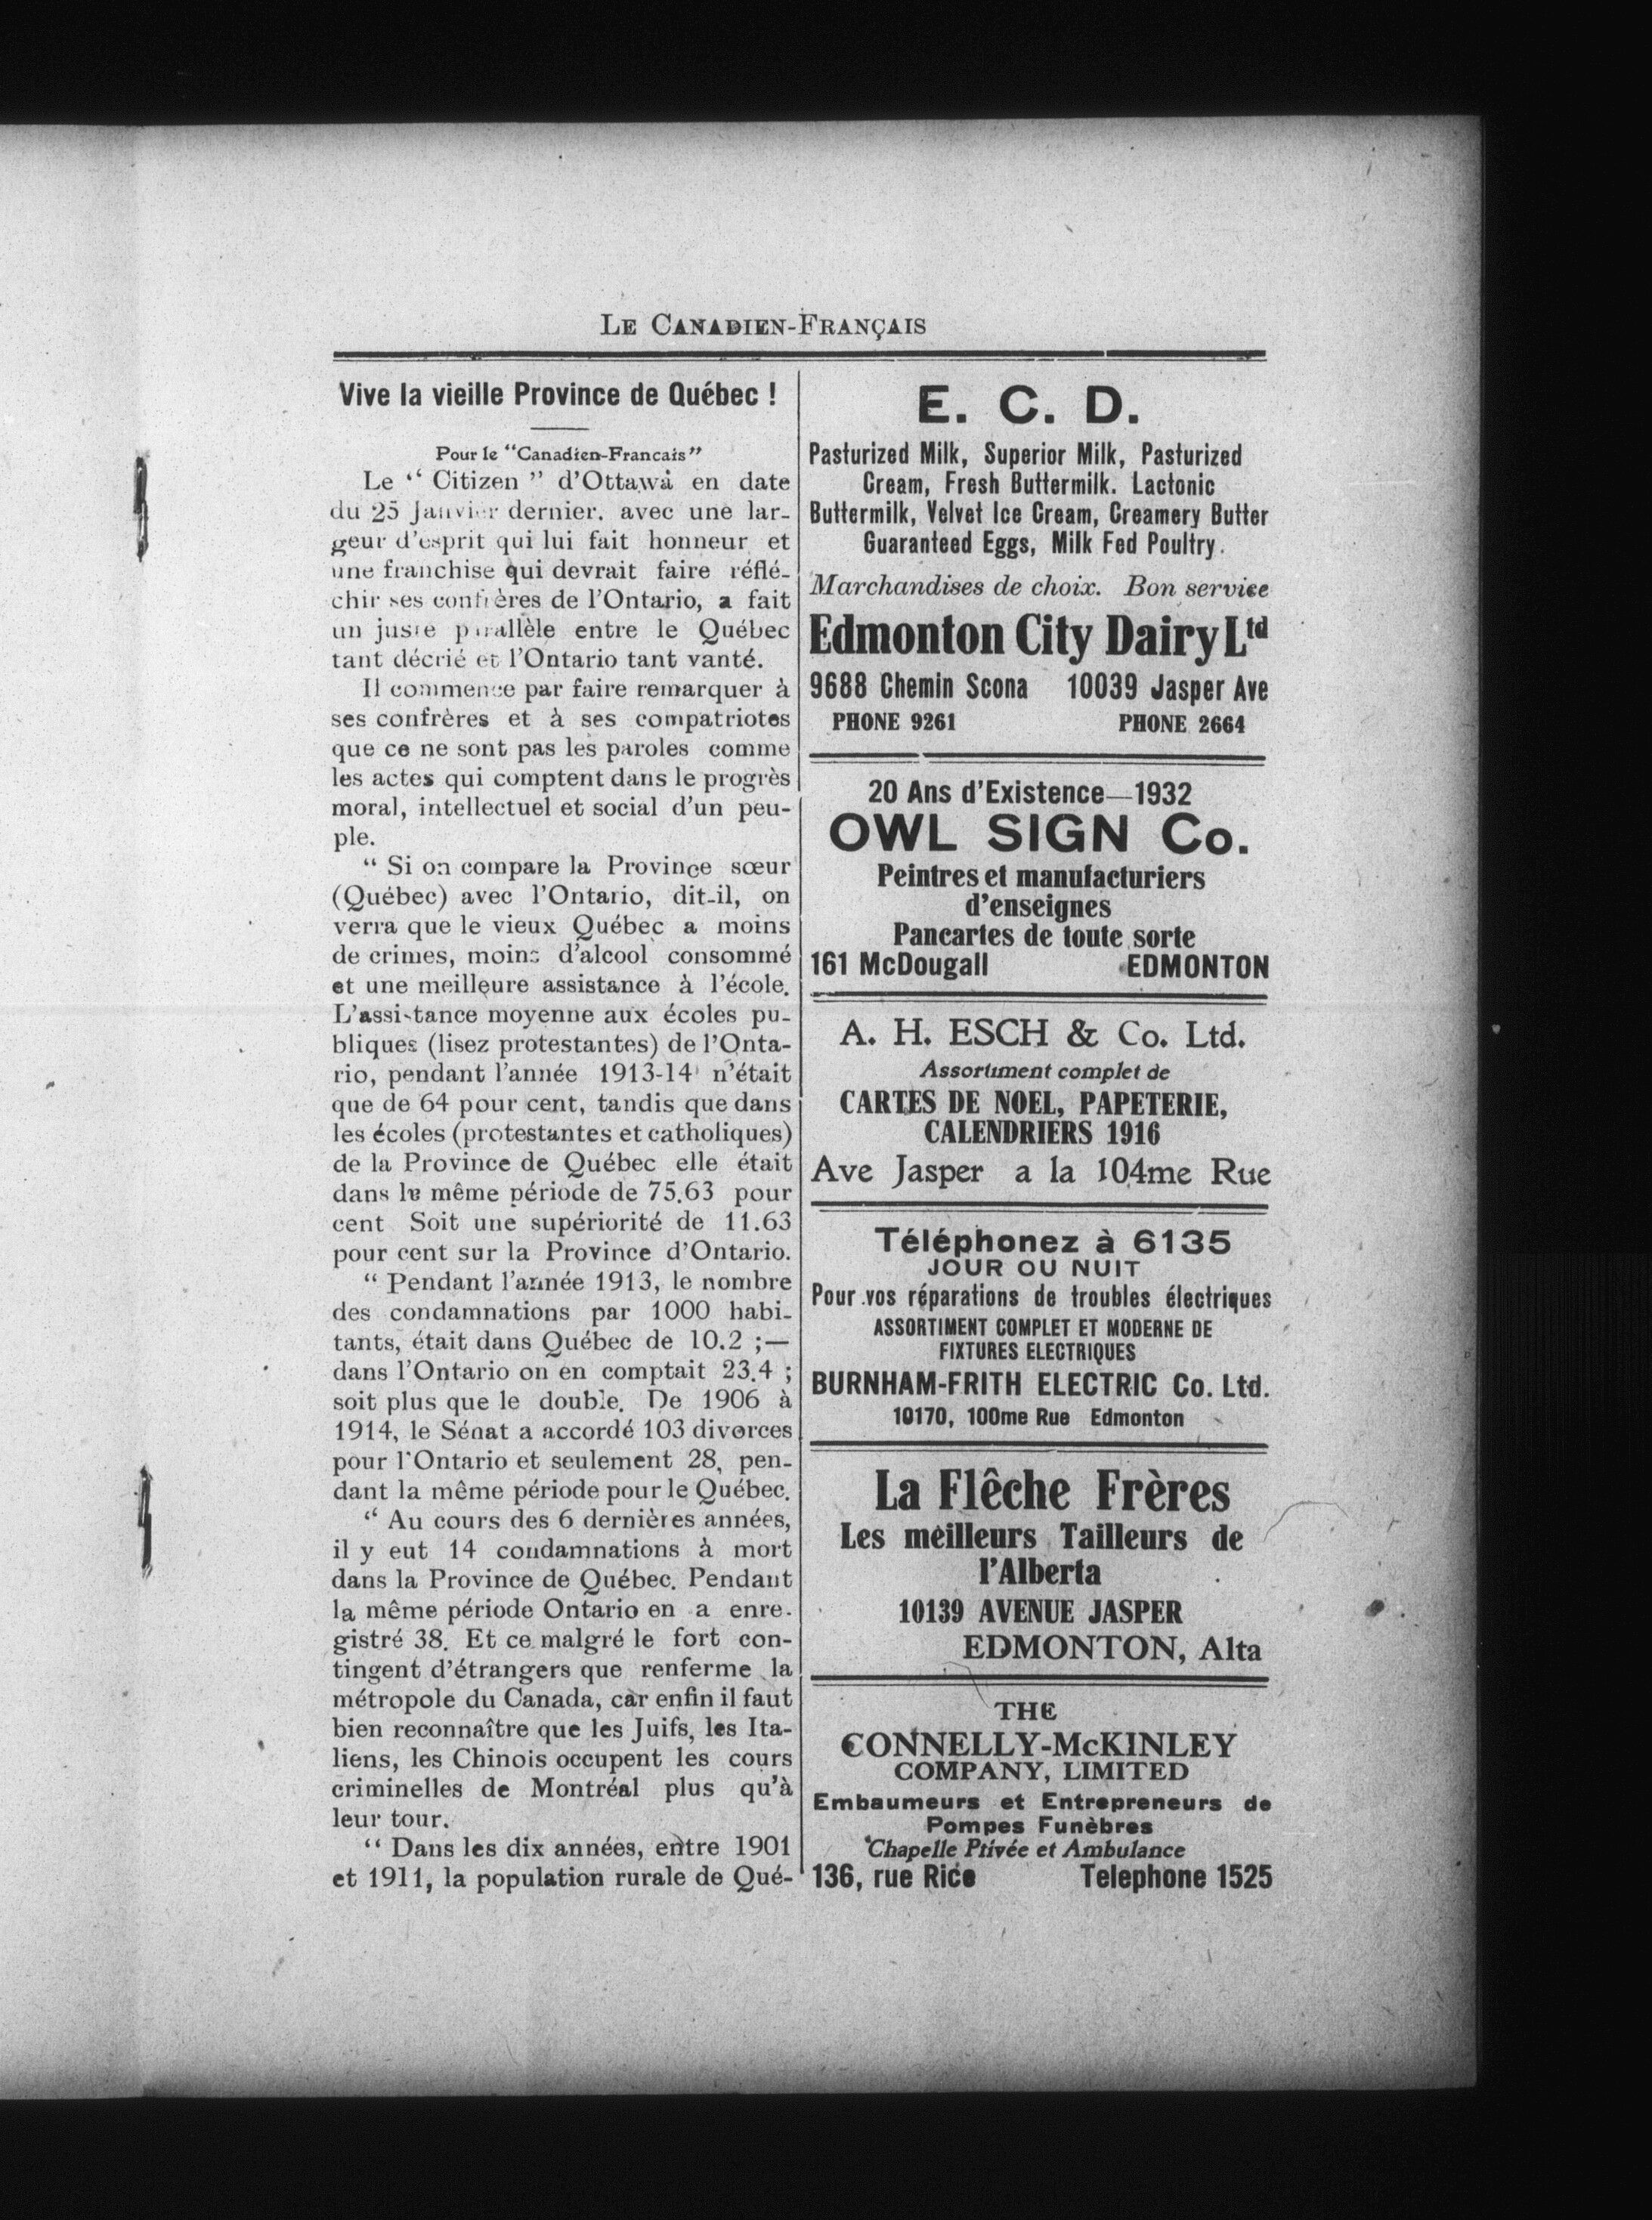 LE CANADIEN-FRANÇAIS
Vive la vieille Province de Québec !
Pour le "Canadien-Francais"
Le “ Citizen ” d'Ottawa en date
du 25 Janvier dernier. avec une lar-
geur d'esprit qui lui fait honneur et
une franchise qui devrait faire réflé-
chir ses confrères de l'Ontario, a fait
un juste parallèle entre le Québec
tant décrié et l'Ontario tant vanté.
Il commence par faire remarquer à
ses confrères et à ses compatriotes
que ce ne sont pas les paroles comme
les actes qui comptent dans le progrès
moral, intellectuel et social d'un peu-
ple.
“ Si on compare la Province sœur
(Québec) avec l'Ontario, dit-il, on
verra que le vieux Québec a moins
de crimes, moins d'alcool consommé
et une meilleure assistance à l'école.
L'assistance moyenne aux écoles pu-
bliques (lisez protestantes) de l'Onta-
rio, pendant l'année 1913-14 n'était
que de 64 pour cent, tandis que dans
les écoles (protestantes et catholiques)
de la Province de Québec elle était
dans le même période de 75.63 pour
cent Soit une supériorité de 11.63
pour cent sur la Province d'Ontario.
“ Pendant l'année 1913, le nombre
des condamnations par 1000 habi-
tants, était dans Québec de 10.2 ;—
dans l'Ontario on en comptait 23.4 ;
soit plus que le double. De 1906 à
1914, le Sénat a accordé 103 divorces
pour l'Ontario et seulement 28, pen-
dant la même période pour le Québec.
“ Au cours des 6 dernières années,
il y eut 14 condamnations à mort
dans la Province de Québec. Pendant
la même période Ontario en a enre-
gistré 38. Et ce malgré le fort con-
tingent d'étrangers que renferme la
métropole du Canada, car enfin il faut
bien reconnaître que les Juifs, les Ita-
liens, les Chinois occupent les cours
criminelles de Montréal plus qu'à
leur tour.
“ Dans les dix années, entre 1901
et 1911, la population rurale de Qué-
E. C. D.
Pasturized Milk, Superior Milk, Pasturized
Cream, Fresh Buttermilk. Lactonic
Buttermilk, Velvet Ice Cream, Creamery Butter
Guaranteed Eggs, Milk Fed Poultry.
Marchandises de choix. Bon service
Edmonton City Dairy Ltd
9688 Chemin Scona 10039 Jasper Ave
PHONE 9261 PHONE 2664
20 Ans d'Existence—1932
OWL SIGN Co.
Peintres et manufacturiers
d'enseignes
Pancartes de toute sorte
161 McDougall EDMONTON
A. H. ESCH & Co. Ltd.
Assortiment complet de
CARTES DE NOEL, PAPETERIE,
CALENDRIERS 1916
Ave Jasper a la 104me Rue
Téléphonez à 6135
JOUR OU NUIT
Pour vos réparations de troubles électriques
ASSORTIMENT COMPLET ET MODERNE DE
FIXTURES ELECTRIQUES
BURNHAM-FRITH ELECTRIC Co. Ltd.
10170, 100me Rue Edmonton
La Flêche Frères
Les meilleurs Tailleurs de
l'Alberta
10139 AVENUE JASPER
EDMONTON, Alta
THE
CONNELLY-McKINLEY
COMPANY, LIMITED
Embaumeurs et Entrepreneurs de
Pompes Funèbres
Chapelle Ptivée et Ambulance
136, rue Rice Telephone 1525